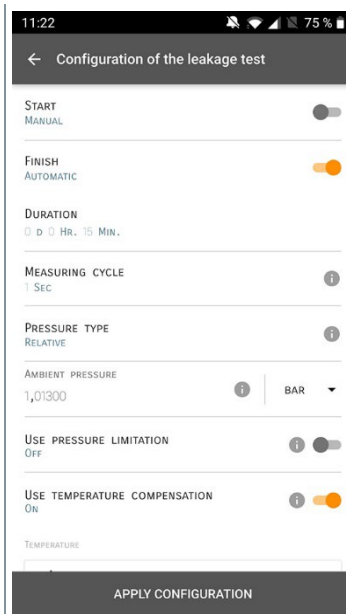 11:22 75 %
Configuration of the leakage test
START
MANUAL
FINISH
AUTOMATIC
DURATION
0 D 0 HR. 15 MIN.
MEASURING CYCLE
1 SEC
PRESSURE TYPE
RELATIVE
AMBIENT PRESSURE
1,01300 BAR
USE PRESSURE LIMITATION
OFF
USE TEMPERATURE COMPENSATION
ON
TEMPERATURE
APPLY CONFIGURATION